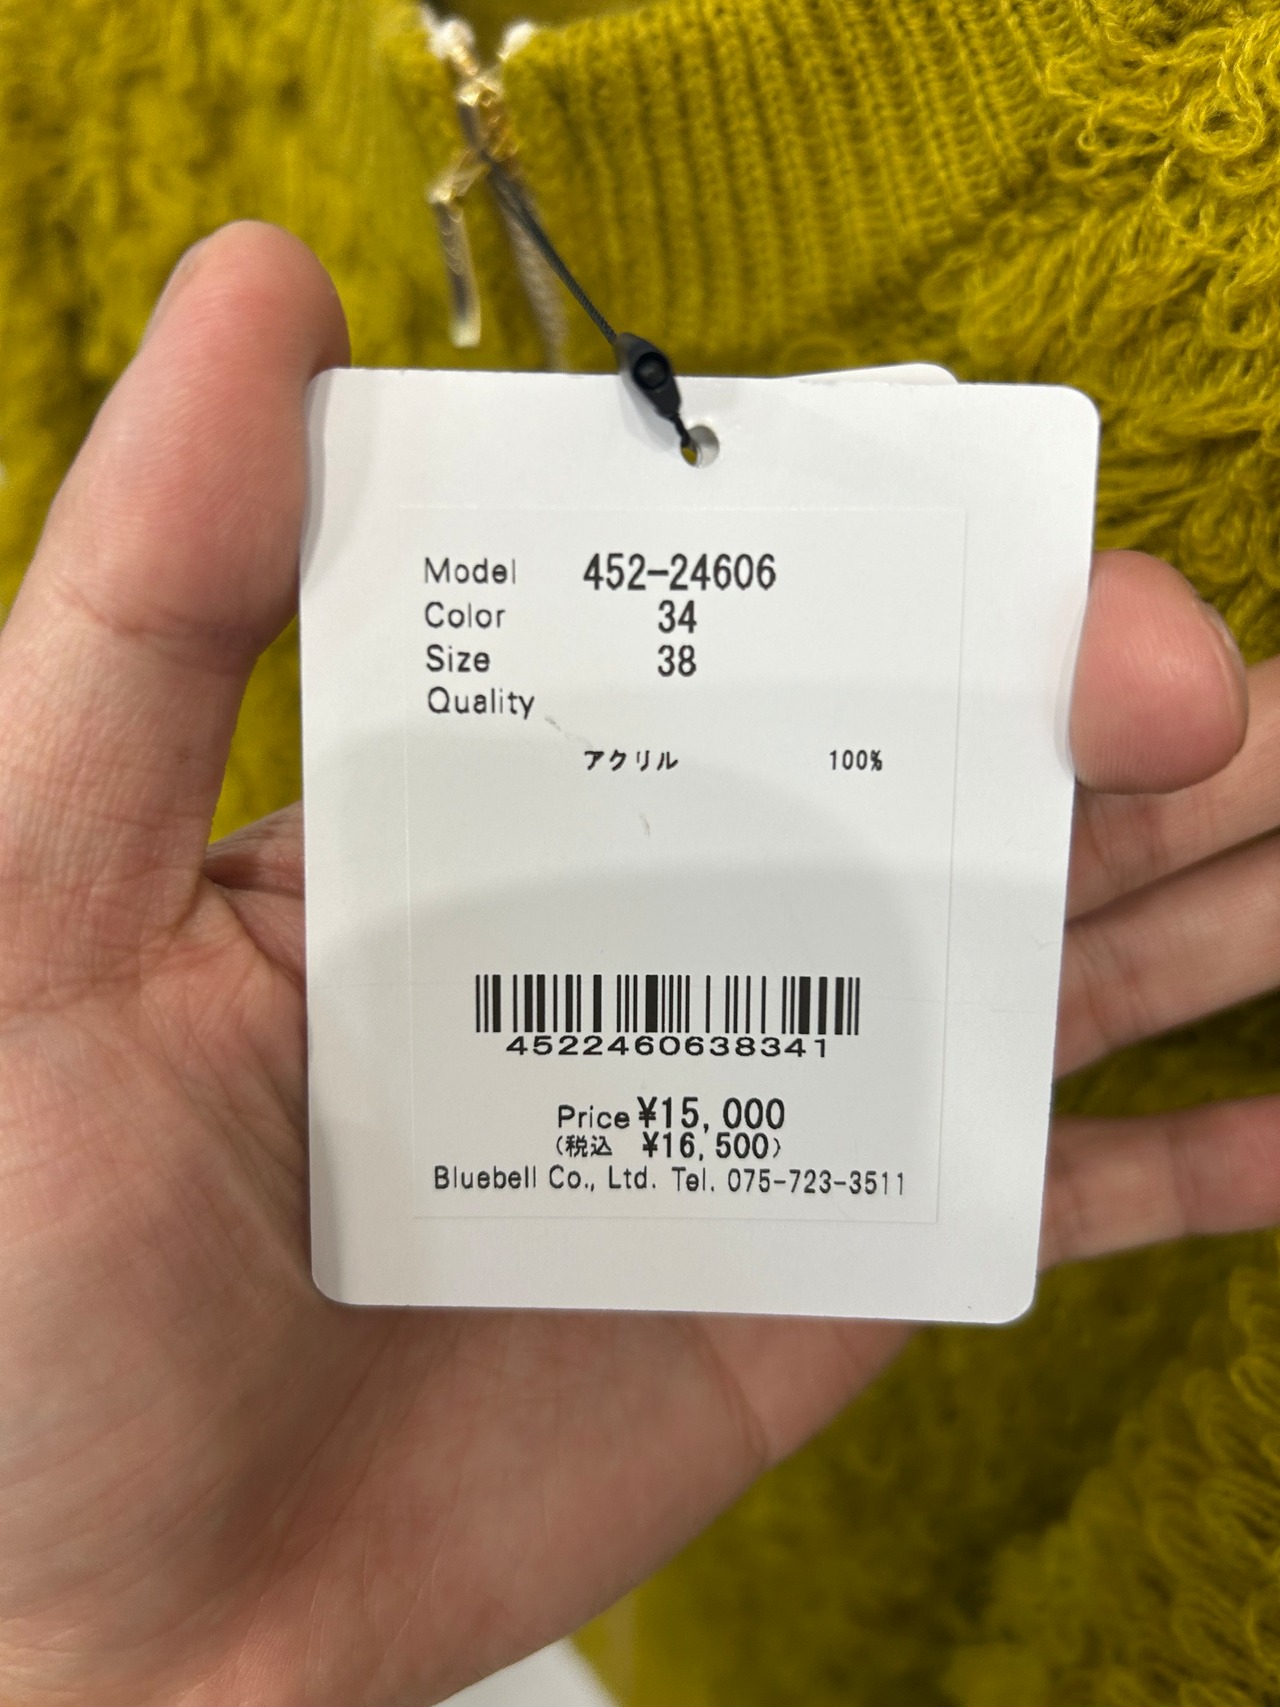 Model 452-24606
Color 34
Size 38
Quality
アクリル 100%
4522460638341
Price ¥15,000
(税込 ¥16,500)
Bluebell Co., Ltd. Tel. 075-723-3511